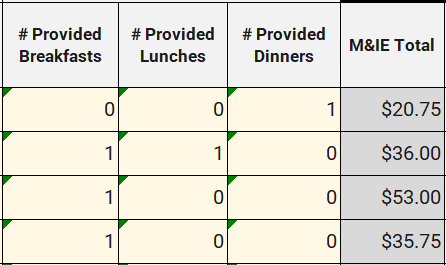 # Provided Breakfasts # Provided Lunches # Provided Dinners M&IE Total
0 0 1 $20.75
1 1 0 $36.00
1 0 0 $53.00
1 0 0 $35.75